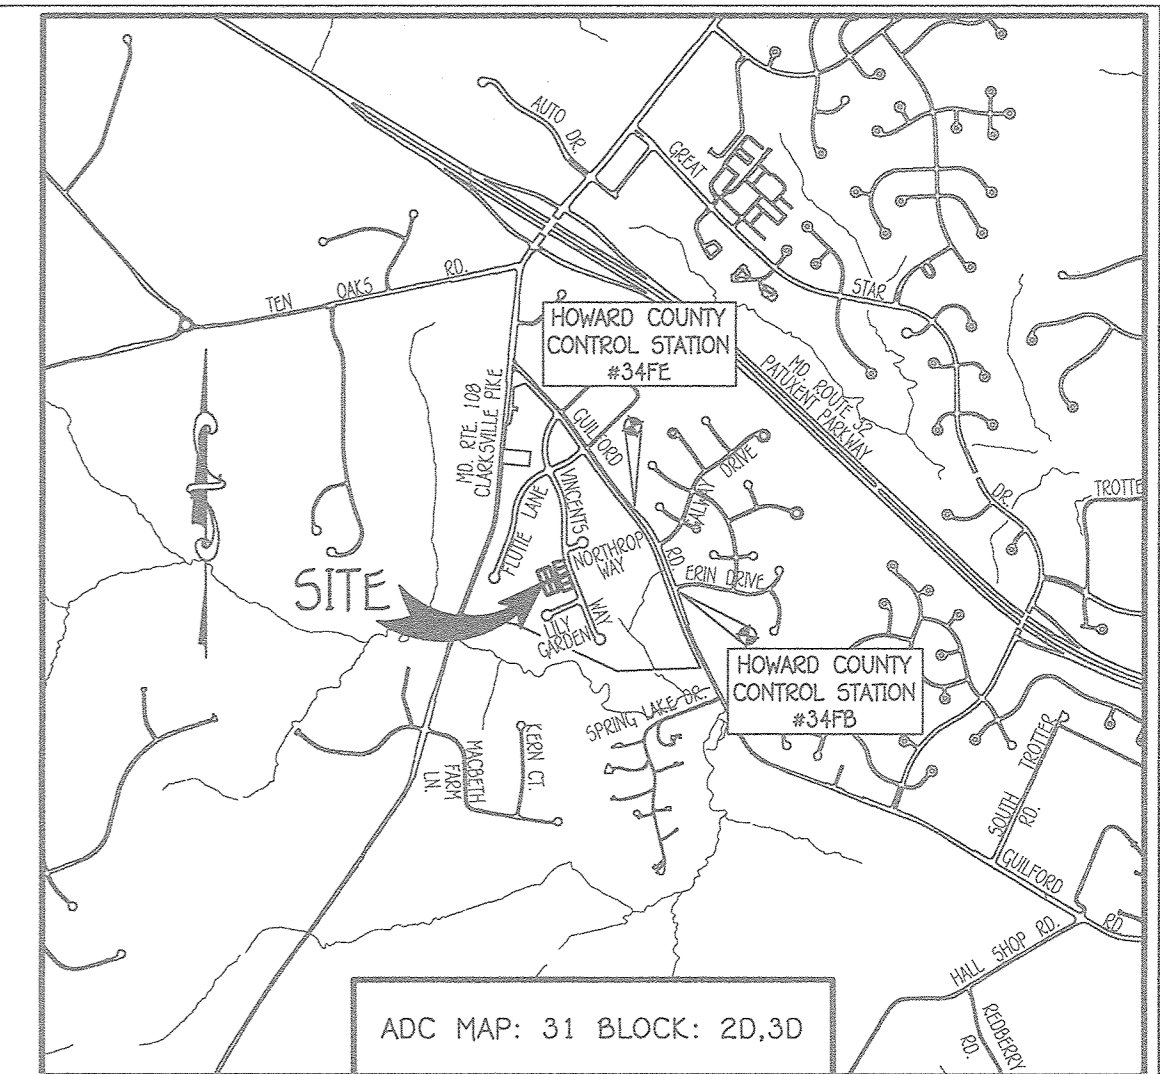 AUTO DR.
GREAT
TEN OAKS RD.
STAR
HOWARD COUNTY
CONTROL STATION
#34FE
MD. ROUTE 32
PATUXENT PARKWAY
MD. RTE. 108
CLARKSVILLE PIKE
GUILFORD
GALWAY DRIVE
VINCENTS
FLUTIE LANE
DR.
TROTTE
NORTHROP
WAY
RD.
ERIN DRIVE
SITE
WAY
LILY
GARDEN
HOWARD COUNTY
CONTROL STATION
#34FB
SPRING LAKE DR.
KERN CT.
MACBETH
FARM
LN.
SOUTH TROTTER
RD.
GUILFORD
RD.
HALL SHOP RD.
REDBERRY
RD.
ADC MAP: 31 BLOCK: 2D,3D